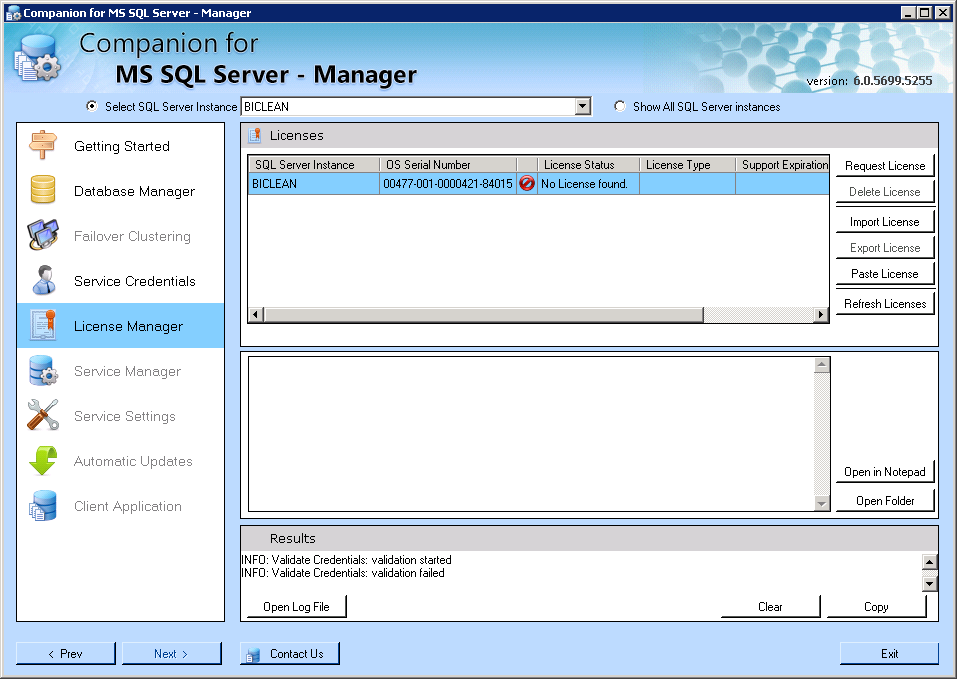 Companion for MS SQL Server - Manager
Companion for
MS SQL Server - Manager
version: 6.0.5699.5255
Select SQL Server Instance BICLEAN Show All SQL Server instances
Getting Started
Database Manager
Failover Clustering
Service Credentials
License Manager
Service Manager
Service Settings
Automatic Updates
Client Application
Licenses
SQL Server Instance OS Serial Number License Status License Type Support Expiration
BICLEAN 00477-001-0000421-84015 No License found.
Request License
Delete License
Import License
Export License
Paste License
Refresh Licenses
Open in Notepad
Open Folder
Results
INFO: Validate Credentials: validation started
INFO: Validate Credentials: validation failed
Open Log File Clear Copy
< Prev Next > Contact Us Exit